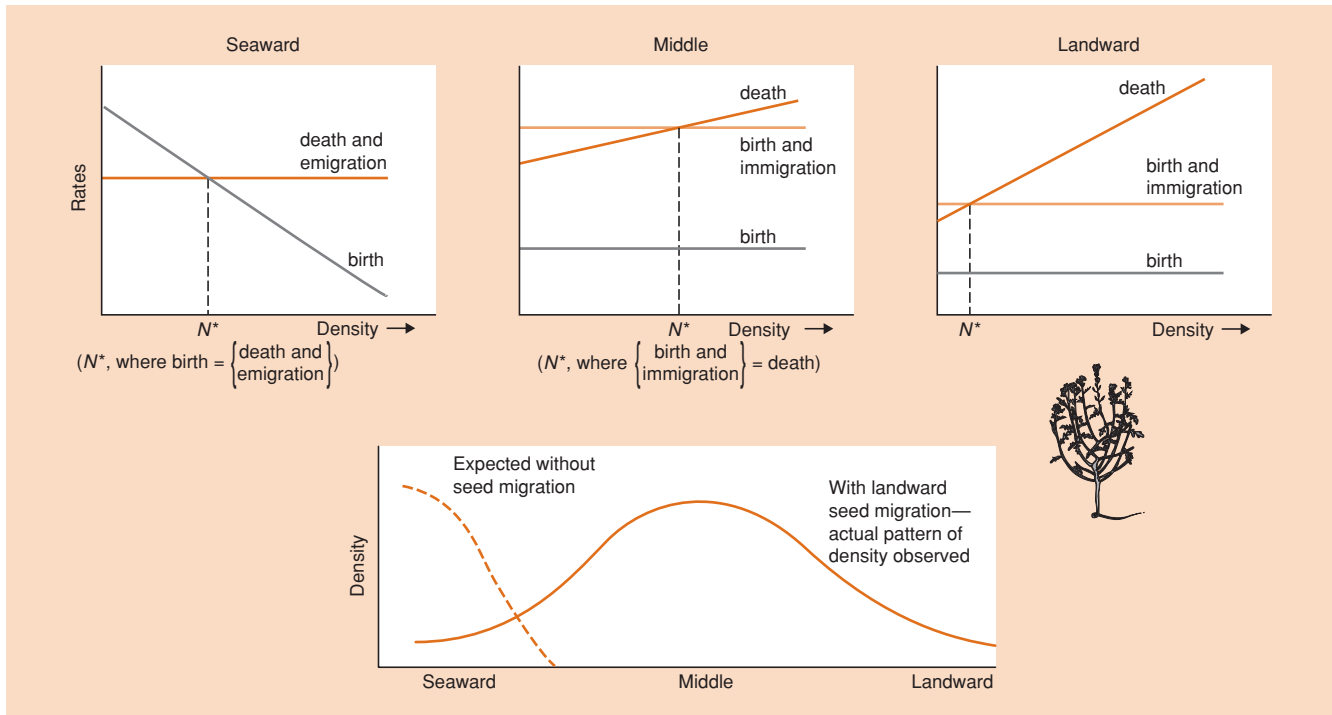 Seaward
Middle
Landward
Rates
death and
emigration
birth
N*
Density →
(N*, where birth = {death and
emigration})
death
birth and
immigration
birth
N*
Density →
(N*, where {birth and
immigration} = death)
death
birth and
immigration
birth
N*
Density →
Density
Expected without
seed migration
With landward
seed migration—
actual pattern of
density observed
Seaward
Middle
Landward